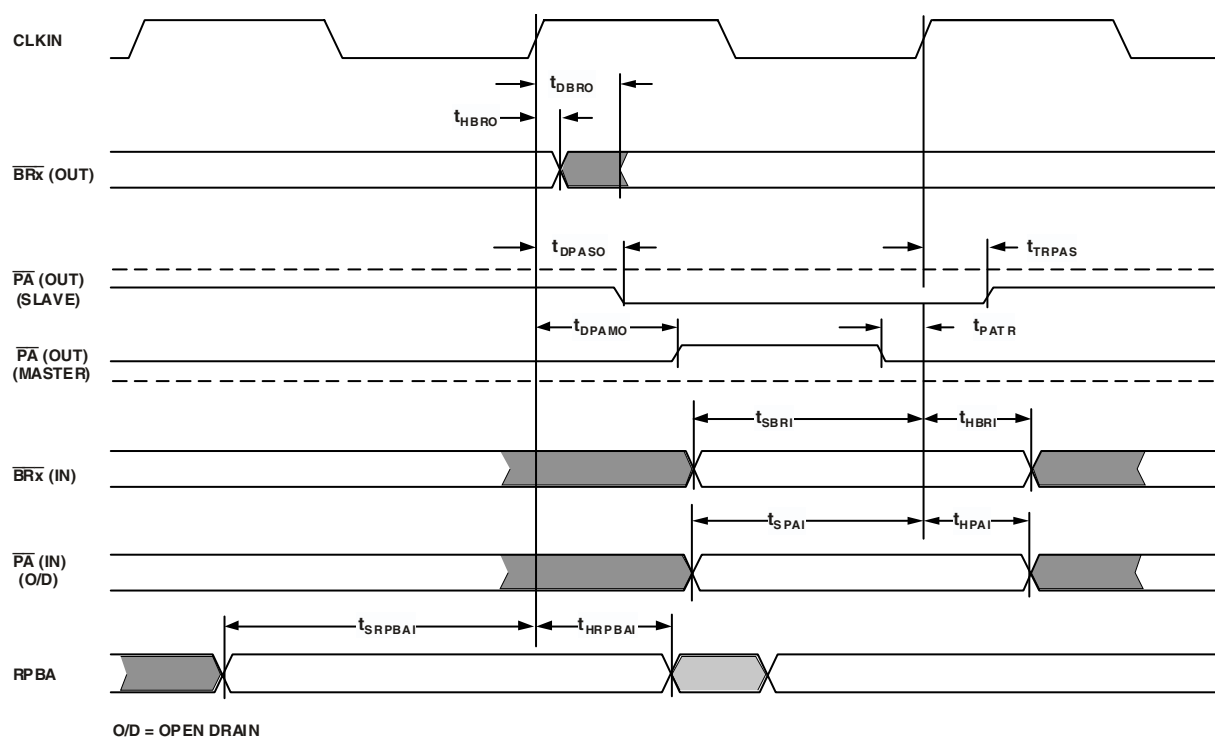 CLKIN
tDBRO
tHBRO
BRx (OUT)
tDPASO
tTRPAS
PA (OUT)
(SLAVE)
tDPAMO
tPATR
PA (OUT)
(MASTER)
tSBRI
tHBRI
BRx (IN)
tSPAI
tHPAI
PA (IN)
(O/D)
tSRPBAI
tHRPBAI
RPBA
O/D = OPEN DRAIN